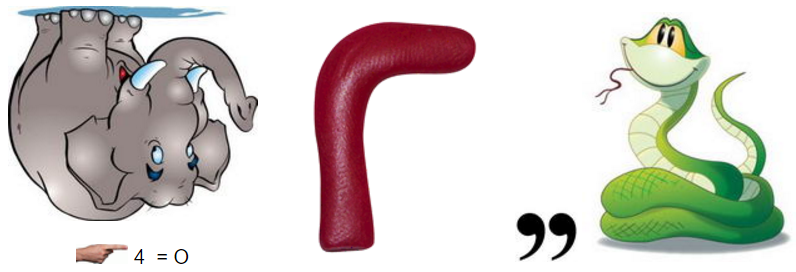 Г ,,
4 = О